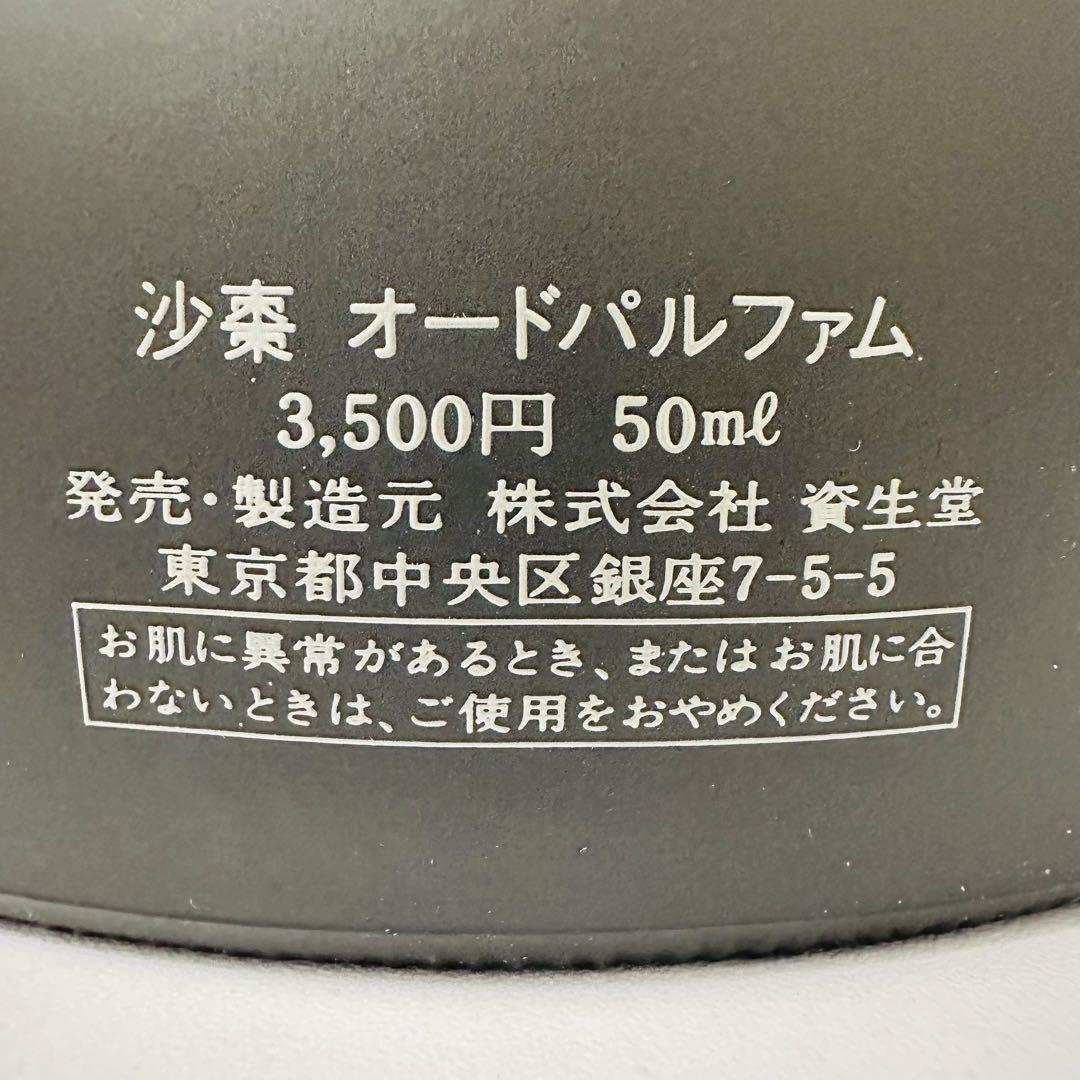 沙棗 オードパルファム
3,500円 50ml
発売・製造元 株式会社 資生堂
東京都中央区銀座7-5-5
お肌に異常があるとき、またはお肌に合
わないときは、ご使用をおやめください。